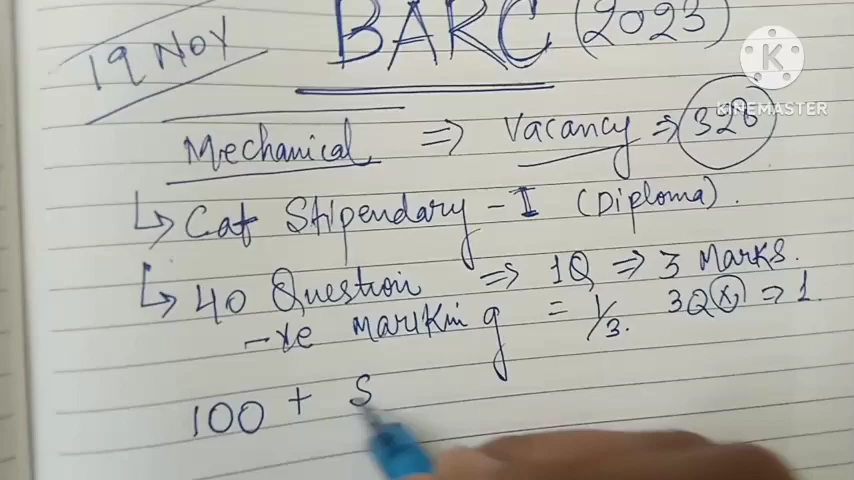 19 NOV
BARC (2023)
K
KINEMASTER
Mechanical ⇒ Vacancy ⇒ 328
↳ Cat Stipendary - I (Diploma).
↳ 40 Question ⇒ 1Q ⇒ 3 Marks.
-ve marking = 1/3. 3Q(x) ⇒ 1.
100 + S